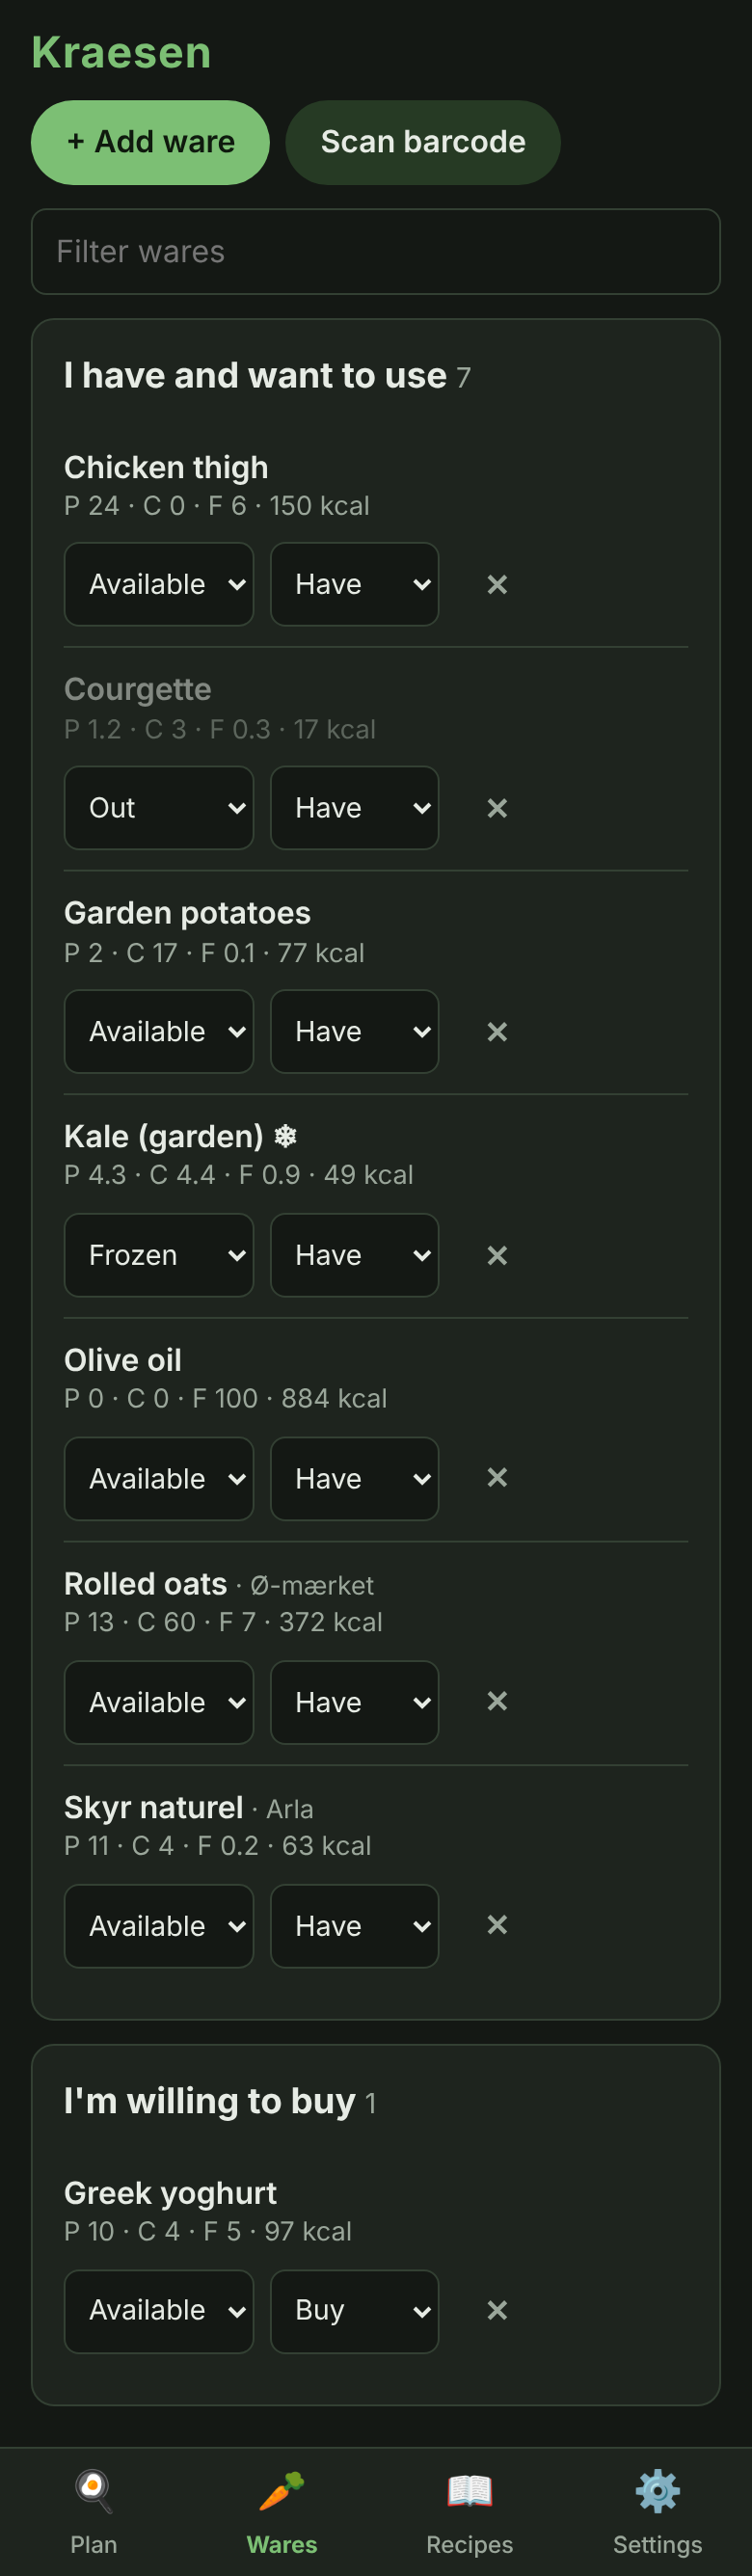 Kraesen
+ Add ware
Scan barcode
Filter wares
I have and want to use 7
Chicken thigh
P 24 · C 0 · F 6 · 150 kcal
Available Have ✕
Courgette
P 1.2 · C 3 · F 0.3 · 17 kcal
Out Have ✕
Garden potatoes
P 2 · C 17 · F 0.1 · 77 kcal
Available Have ✕
Kale (garden) ❄
P 4.3 · C 4.4 · F 0.9 · 49 kcal
Frozen Have ✕
Olive oil
P 0 · C 0 · F 100 · 884 kcal
Available Have ✕
Rolled oats · Ø-mærket
P 13 · C 60 · F 7 · 372 kcal
Available Have ✕
Skyr naturel · Arla
P 11 · C 4 · F 0.2 · 63 kcal
Available Have ✕
I'm willing to buy 1
Greek yoghurt
P 10 · C 4 · F 5 · 97 kcal
Available Buy ✕
Plan Wares Recipes Settings